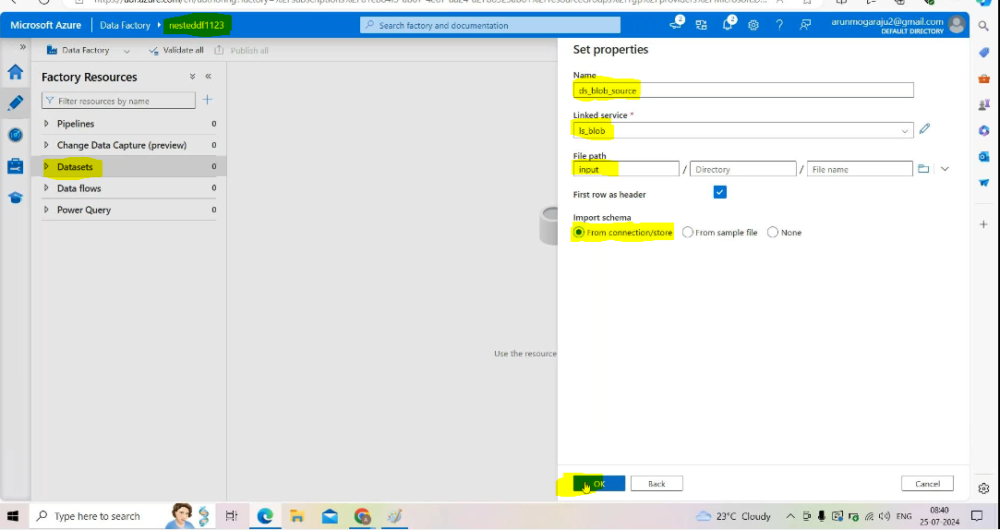 Microsoft Azure
Data Factory
nesteddf1123
Search factory and documentation
2
2
arunmogaraju2@gmail.com
DEFAULT DIRECTORY
Data Factory
Validate all
Publish all
Factory Resources
Filter resources by name
Pipelines 0
Change Data Capture (preview) 0
Datasets 0
Data flows 0
Power Query 0
Use the resource
Set properties
Name
ds_blob_source
Linked service *
ls_blob
File path
input / Directory / File name
First row as header
Import schema
From connection/store From sample file None
OK Back Cancel
Type here to search
23°C Cloudy
ENG
08:40
25-07-2024